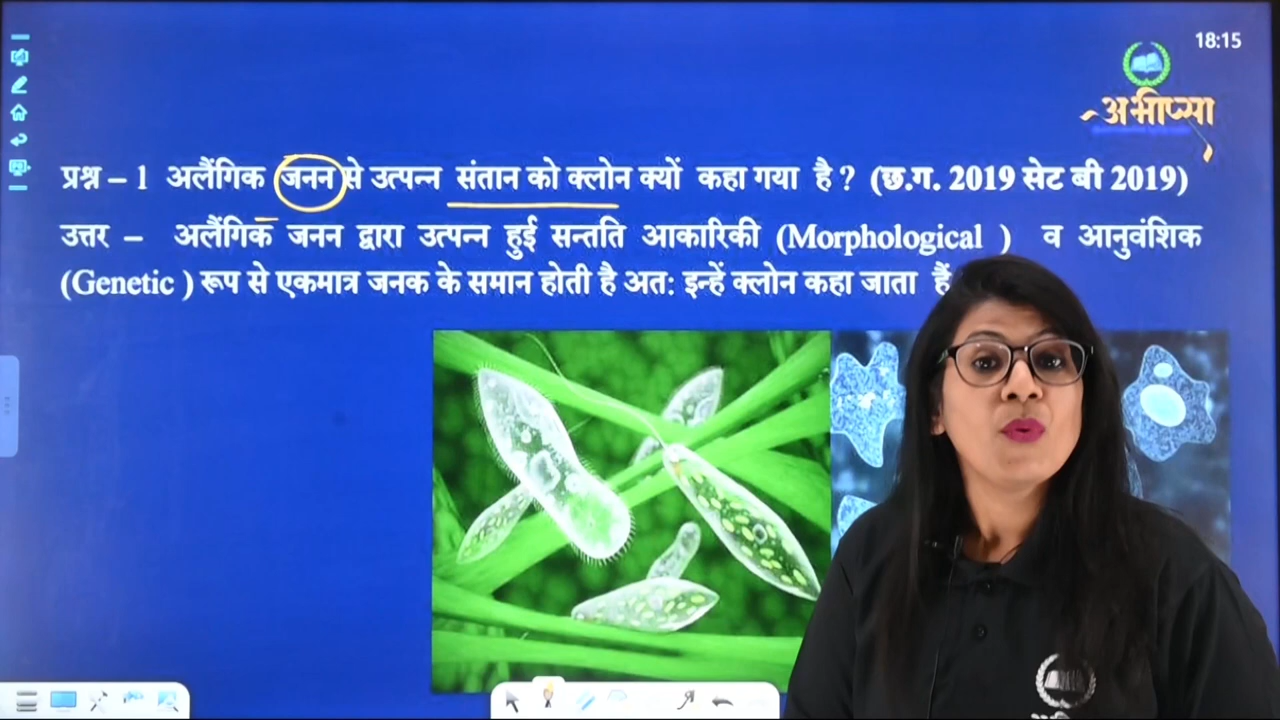 18:15
अभीप्सा
प्रश्न – 1 अलैंगिक जनन से उत्पन्न संतान को क्लोन क्यों कहा गया है ? (छ.ग. 2019 सेट बी 2019)
उत्तर – अलैंगिक जनन द्वारा उत्पन्न हुई सन्तति आकारिकी (Morphological ) व आनुवंशिक
(Genetic ) रूप से एकमात्र जनक के समान होती है अत: इन्हें क्लोन कहा जाता हैं